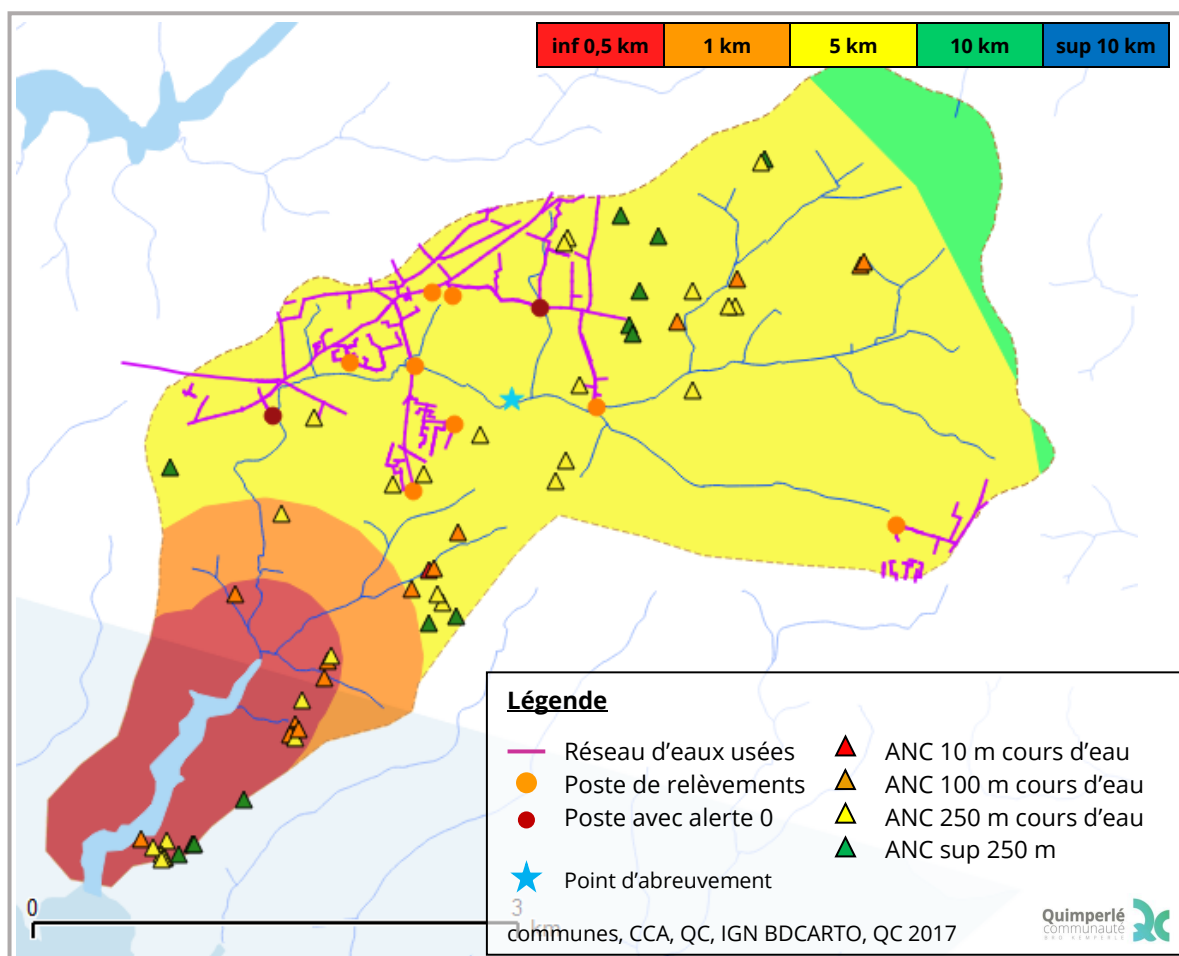 inf 0,5 km 1 km 5 km 10 km sup 10 km
Légende
Réseau d'eaux usées
Poste de relèvements
Poste avec alerte 0
Point d'abreuvement
ANC 10 m cours d'eau
ANC 100 m cours d'eau
ANC 250 m cours d'eau
ANC sup 250 m
0 3
km
communes, CCA, QC, IGN BDCARTO, QC 2017
Quimperlé
communauté
BRO KEMPERLE